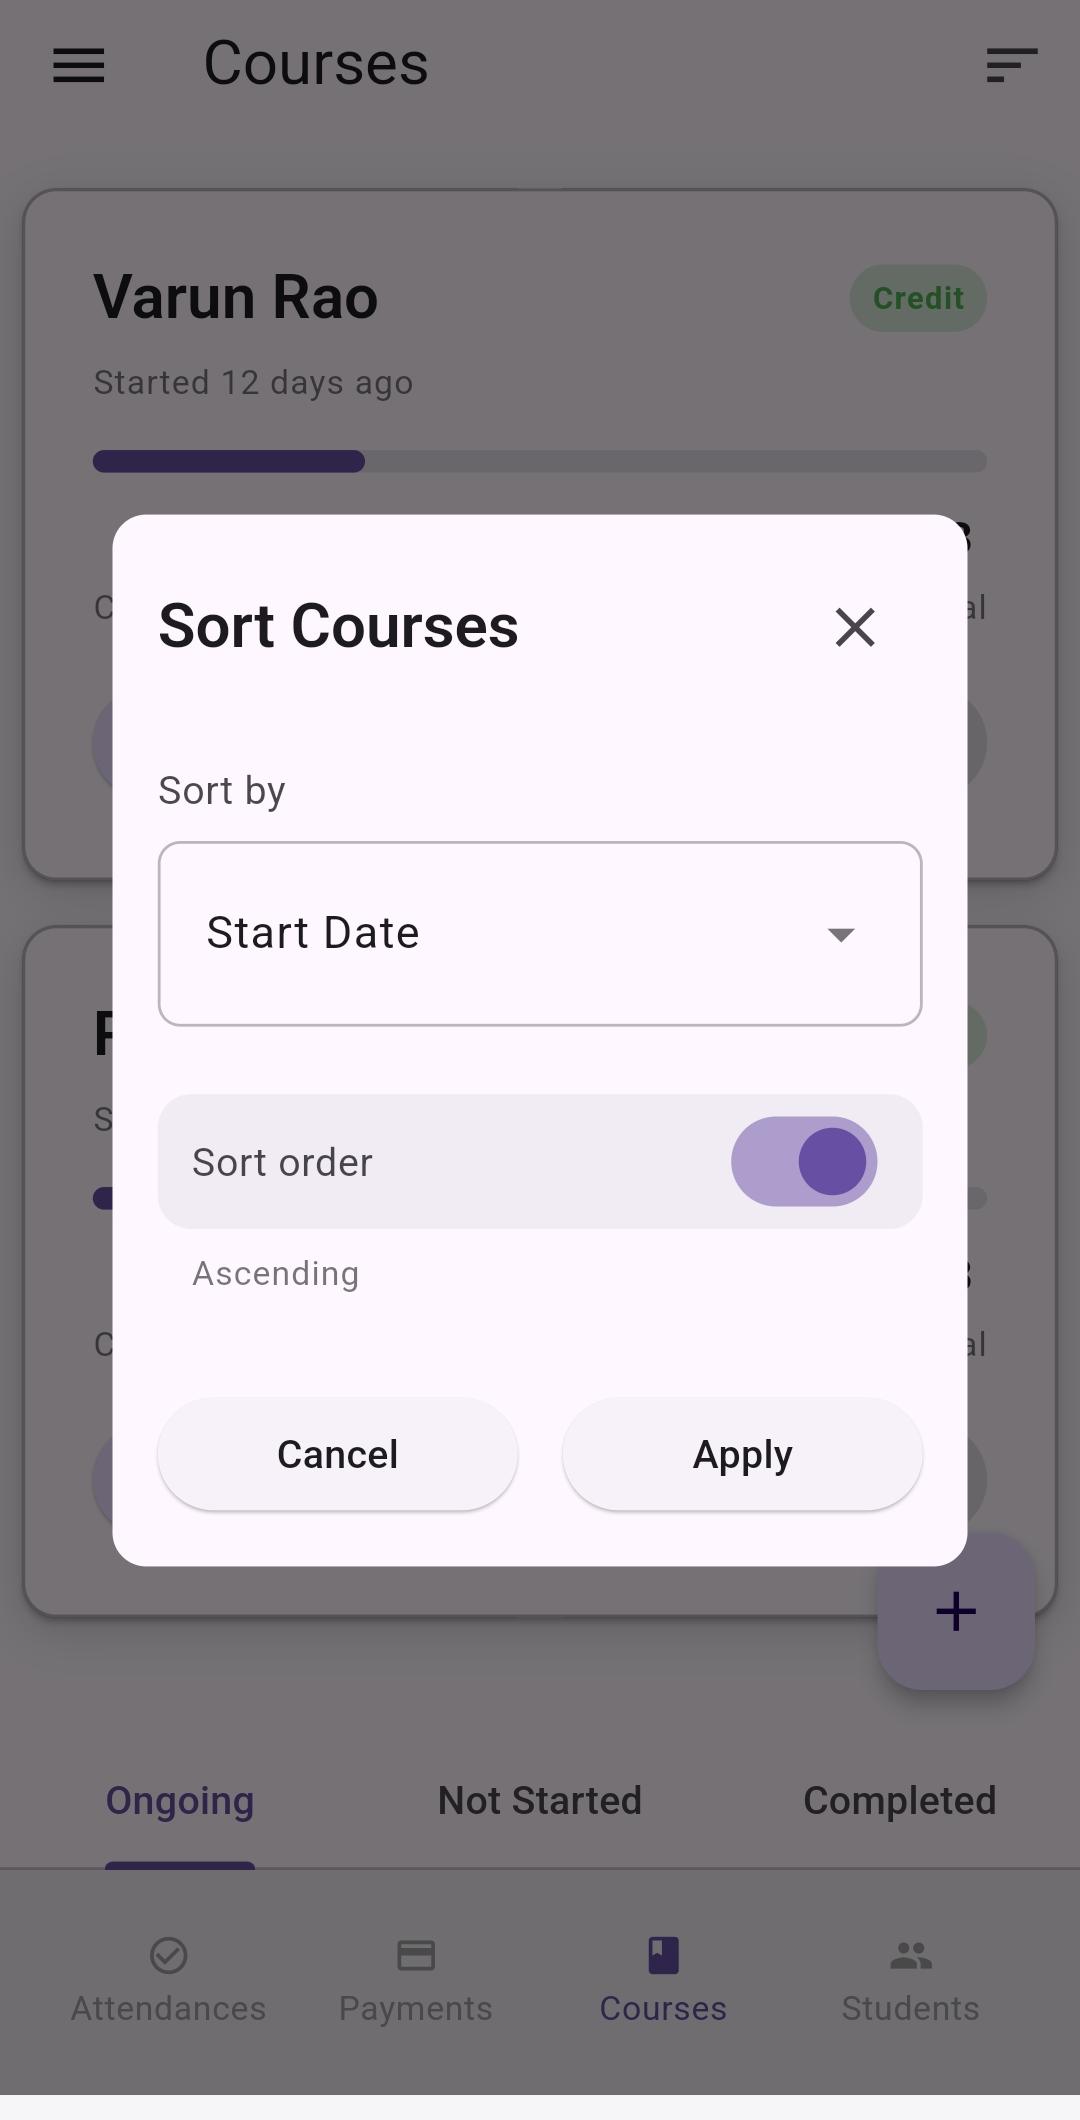 Courses
Varun Rao
Credit
Started 12 days ago
Sort Courses
Sort by
Start Date
Sort order
Ascending
Cancel
Apply
Ongoing
Not Started
Completed
Attendances
Payments
Courses
Students